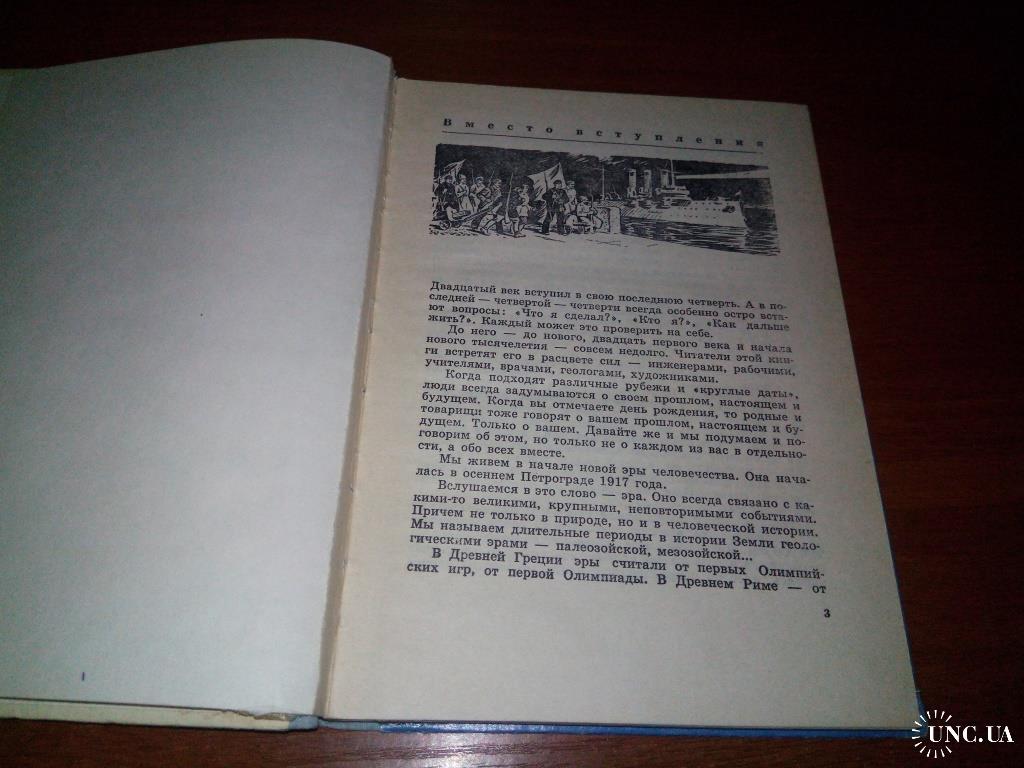 Вместо вступления
Двадцатый век вступил в свою последнюю четверть. А в по-
следней — четвертой — четверти всегда особенно остро вста-
ют вопросы: «Что я сделал?», «Кто я?», «Как дальше
жить?». Каждый может это проверить на себе.
До него — до нового, двадцать первого века и начала
нового тысячелетия — совсем недолго. Читатели этой кни-
ги встретят его в расцвете сил — инженерами, рабочими,
учителями, врачами, геологами, художниками.
Когда подходят различные рубежи и «круглые даты»,
люди всегда задумываются о своем прошлом, настоящем и
будущем. Когда вы отмечаете день рождения, то родные и
товарищи тоже говорят о вашем прошлом, настоящем и бу-
дущем. Только о вашем. Давайте же и мы подумаем и по-
говорим об этом, но только не о каждом из вас в отдельно-
сти, а обо всех вместе.
Мы живем в начале новой эры человечества. Она нача-
лась в осеннем Петрограде 1917 года.
Вслушаемся в это слово — эра. Оно всегда связано с ка-
кими-то великими, крупными, неповторимыми событиями.
Причем не только в природе, но и в человеческой истории.
Мы называем длительные периоды в истории Земли геоло-
гическими эрами — палеозойской, мезозойской...
В Древней Греции эры считали от первых Олимпий-
ских игр, от первой Олимпиады. В Древнем Риме — от
3
UNC.UA